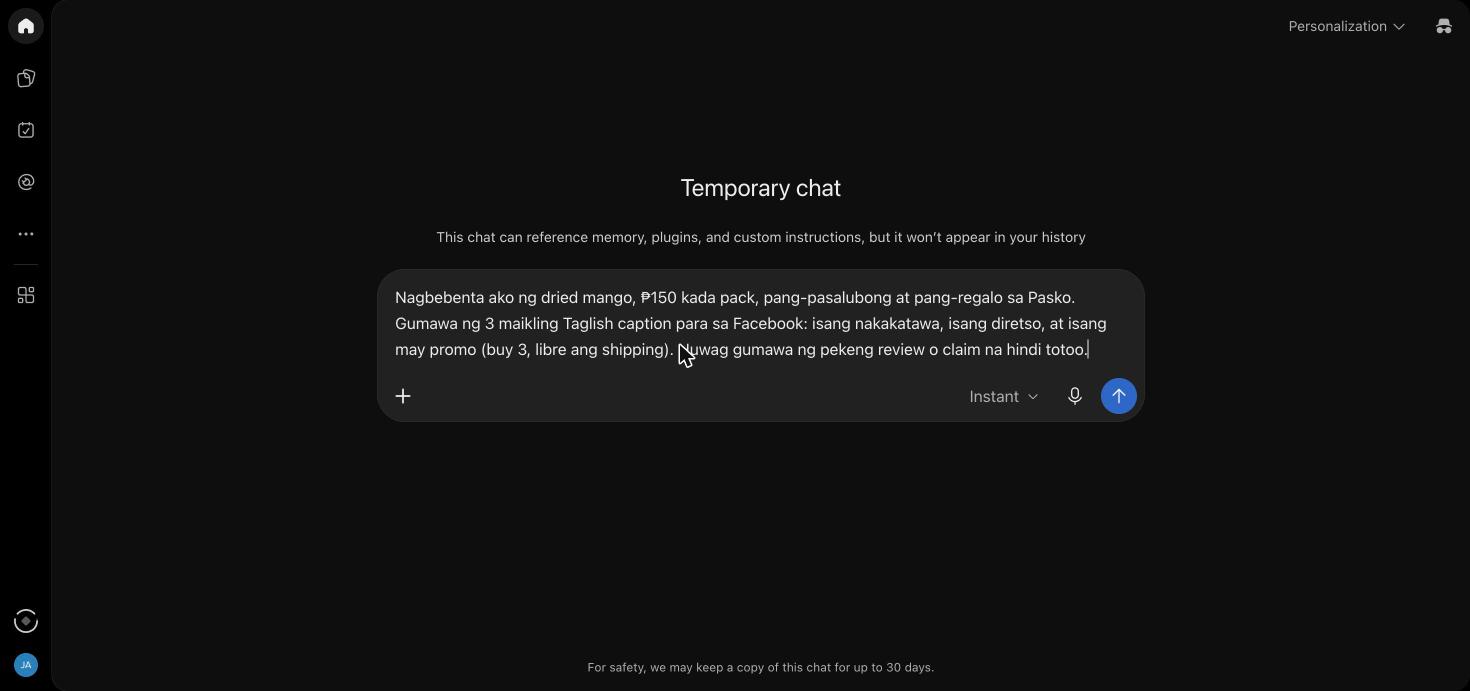 Personalization
Temporary chat
This chat can reference memory, plugins, and custom instructions, but it won't appear in your history
Nagbebenta ako ng dried mango, ₱150 kada pack, pang-pasalubong at pang-regalo sa Pasko.
Gumawa ng 3 maikling Taglish caption para sa Facebook: isang nakakatawa, isang diretso, at isang
may promo (buy 3, libre ang shipping). gumawa ng pekeng review o claim na hindi totoo.
Instant
For safety, we may keep a copy of this chat for up to 30 days.
JA